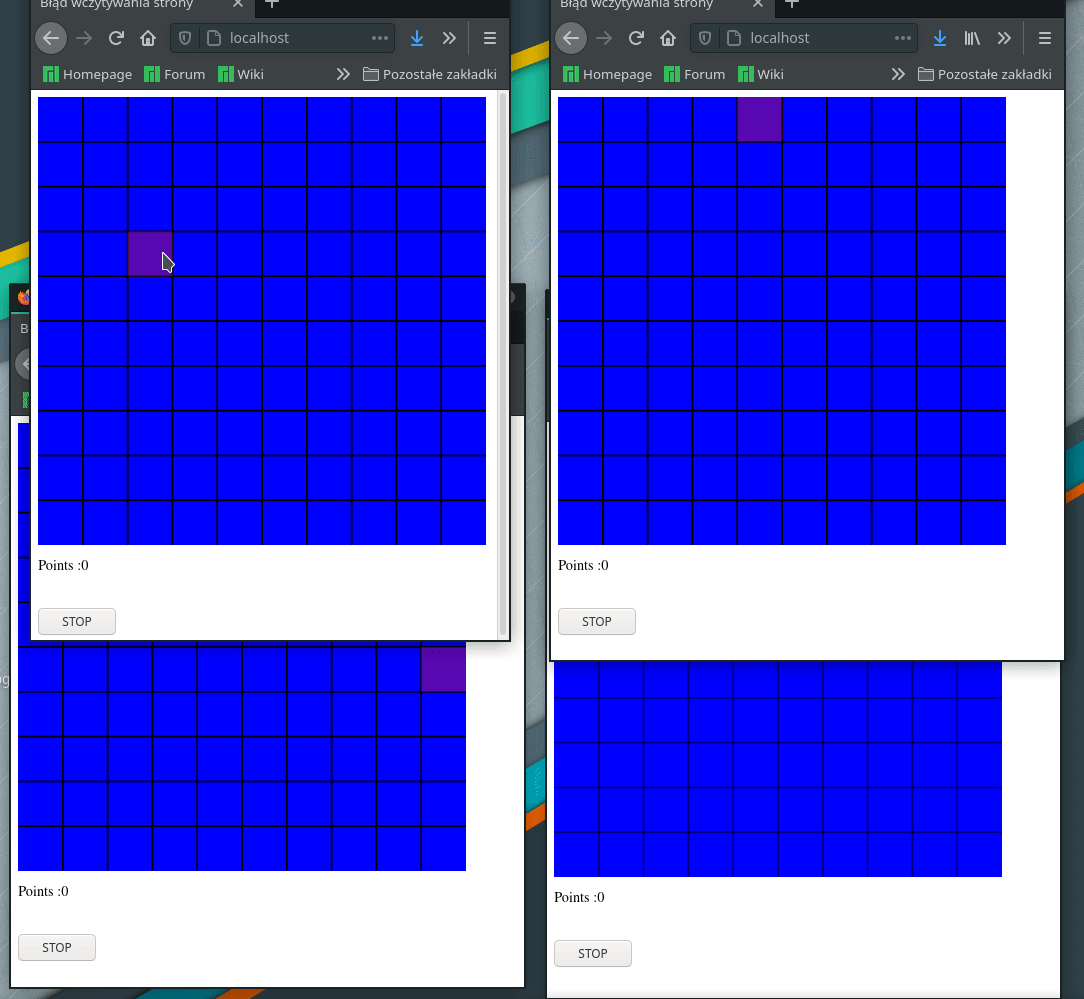 Błąd wczytywania strony
localhost
Homepage Forum Wiki Pozostałe zakładki
Points :0
STOP
Błąd wczytywania strony
localhost
Homepage Forum Wiki Pozostałe zakładki
Points :0
STOP
B
Points :0
STOP
Points :0
STOP